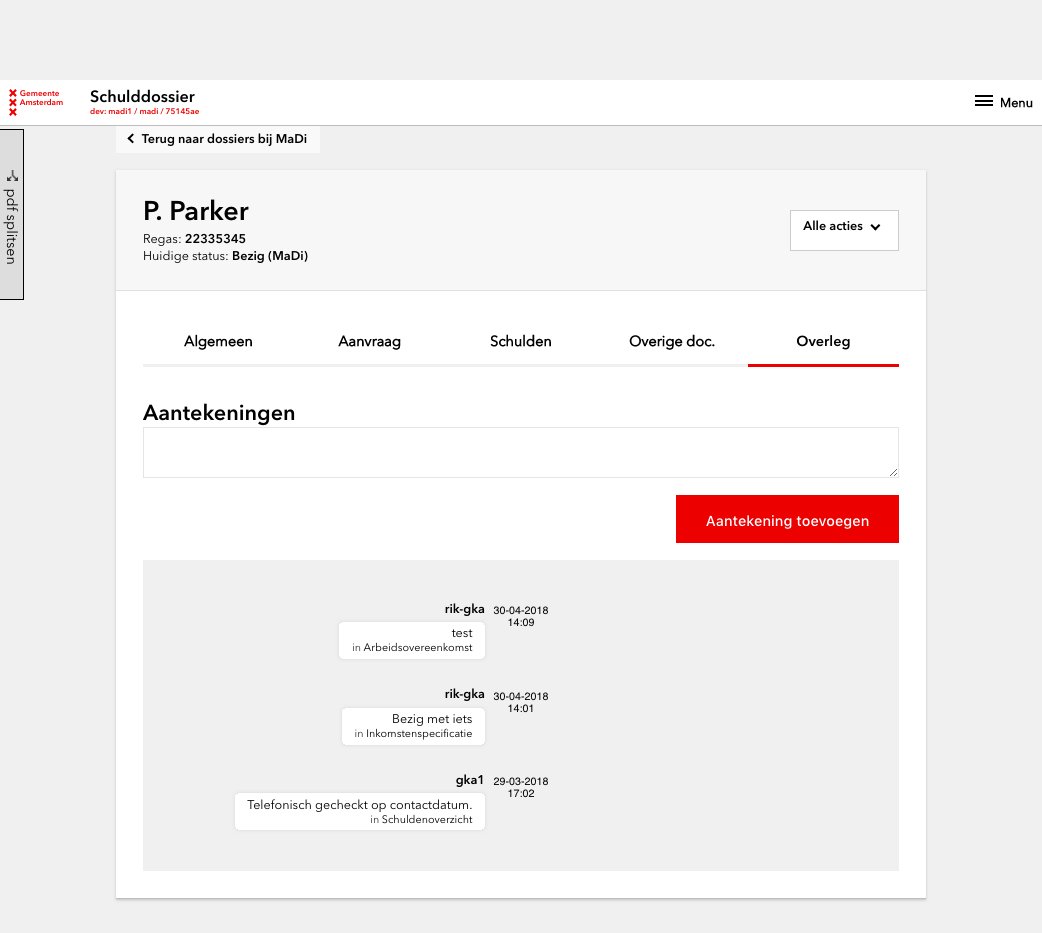 Gemeente
Amsterdam
Schulddossier
dev: madi1 / madi / 75145ae
Menu
Terug naar dossiers bij MaDi
pdf splitsen
P. Parker
Regas: 22335345
Huidige status: Bezig (MaDi)
Alle acties
Algemeen Aanvraag Schulden Overige doc. Overleg
Aantekeningen
Aantekening toevoegen
rik-gka 30-04-2018
14:09
test
in Arbeidsovereenkomst
rik-gka 30-04-2018
14:01
Bezig met iets
in Inkomstenspecificatie
gka1 29-03-2018
17:02
Telefonisch gecheckt op contactdatum.
in Schuldenoverzicht